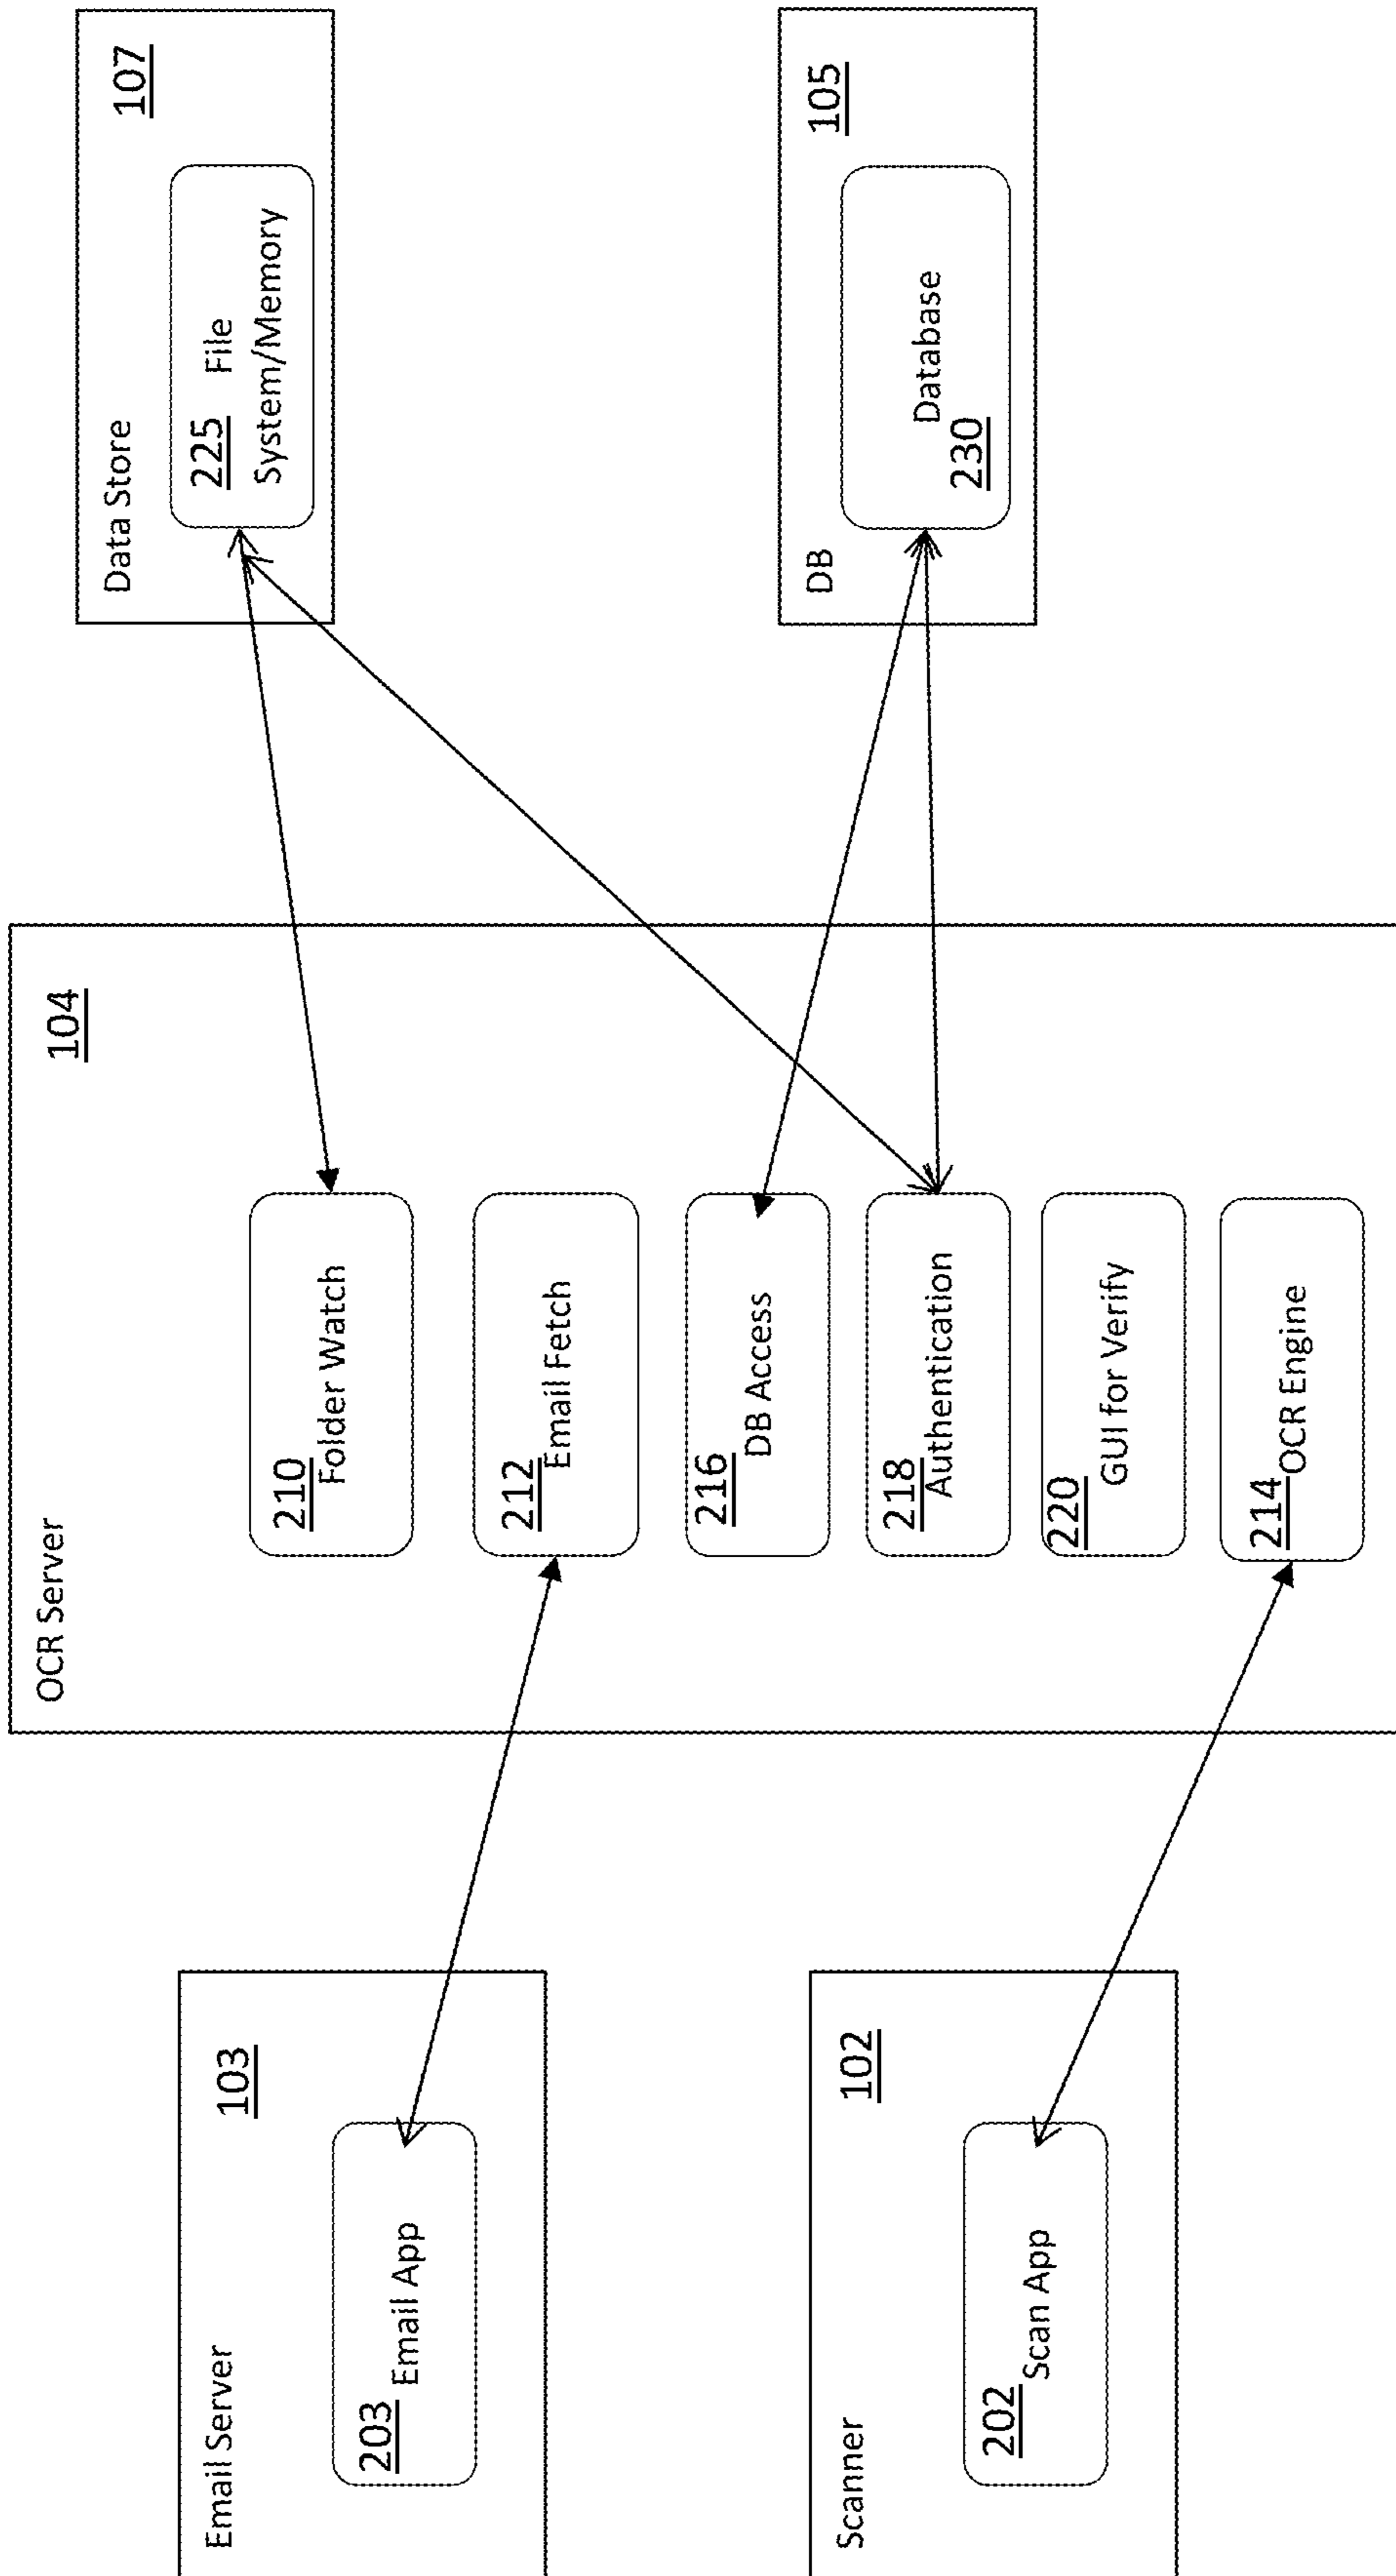 Email Server
103
203
Email App
Scanner
102
202
Scan App
OCR Server
104
210
Folder Watch
212
Email Fetch
216
DB Access
218
Authentication
220
GUI for Verify
214
OCR Engine
Data Store
107
225 File
System/Memory
DB
105
Database
230